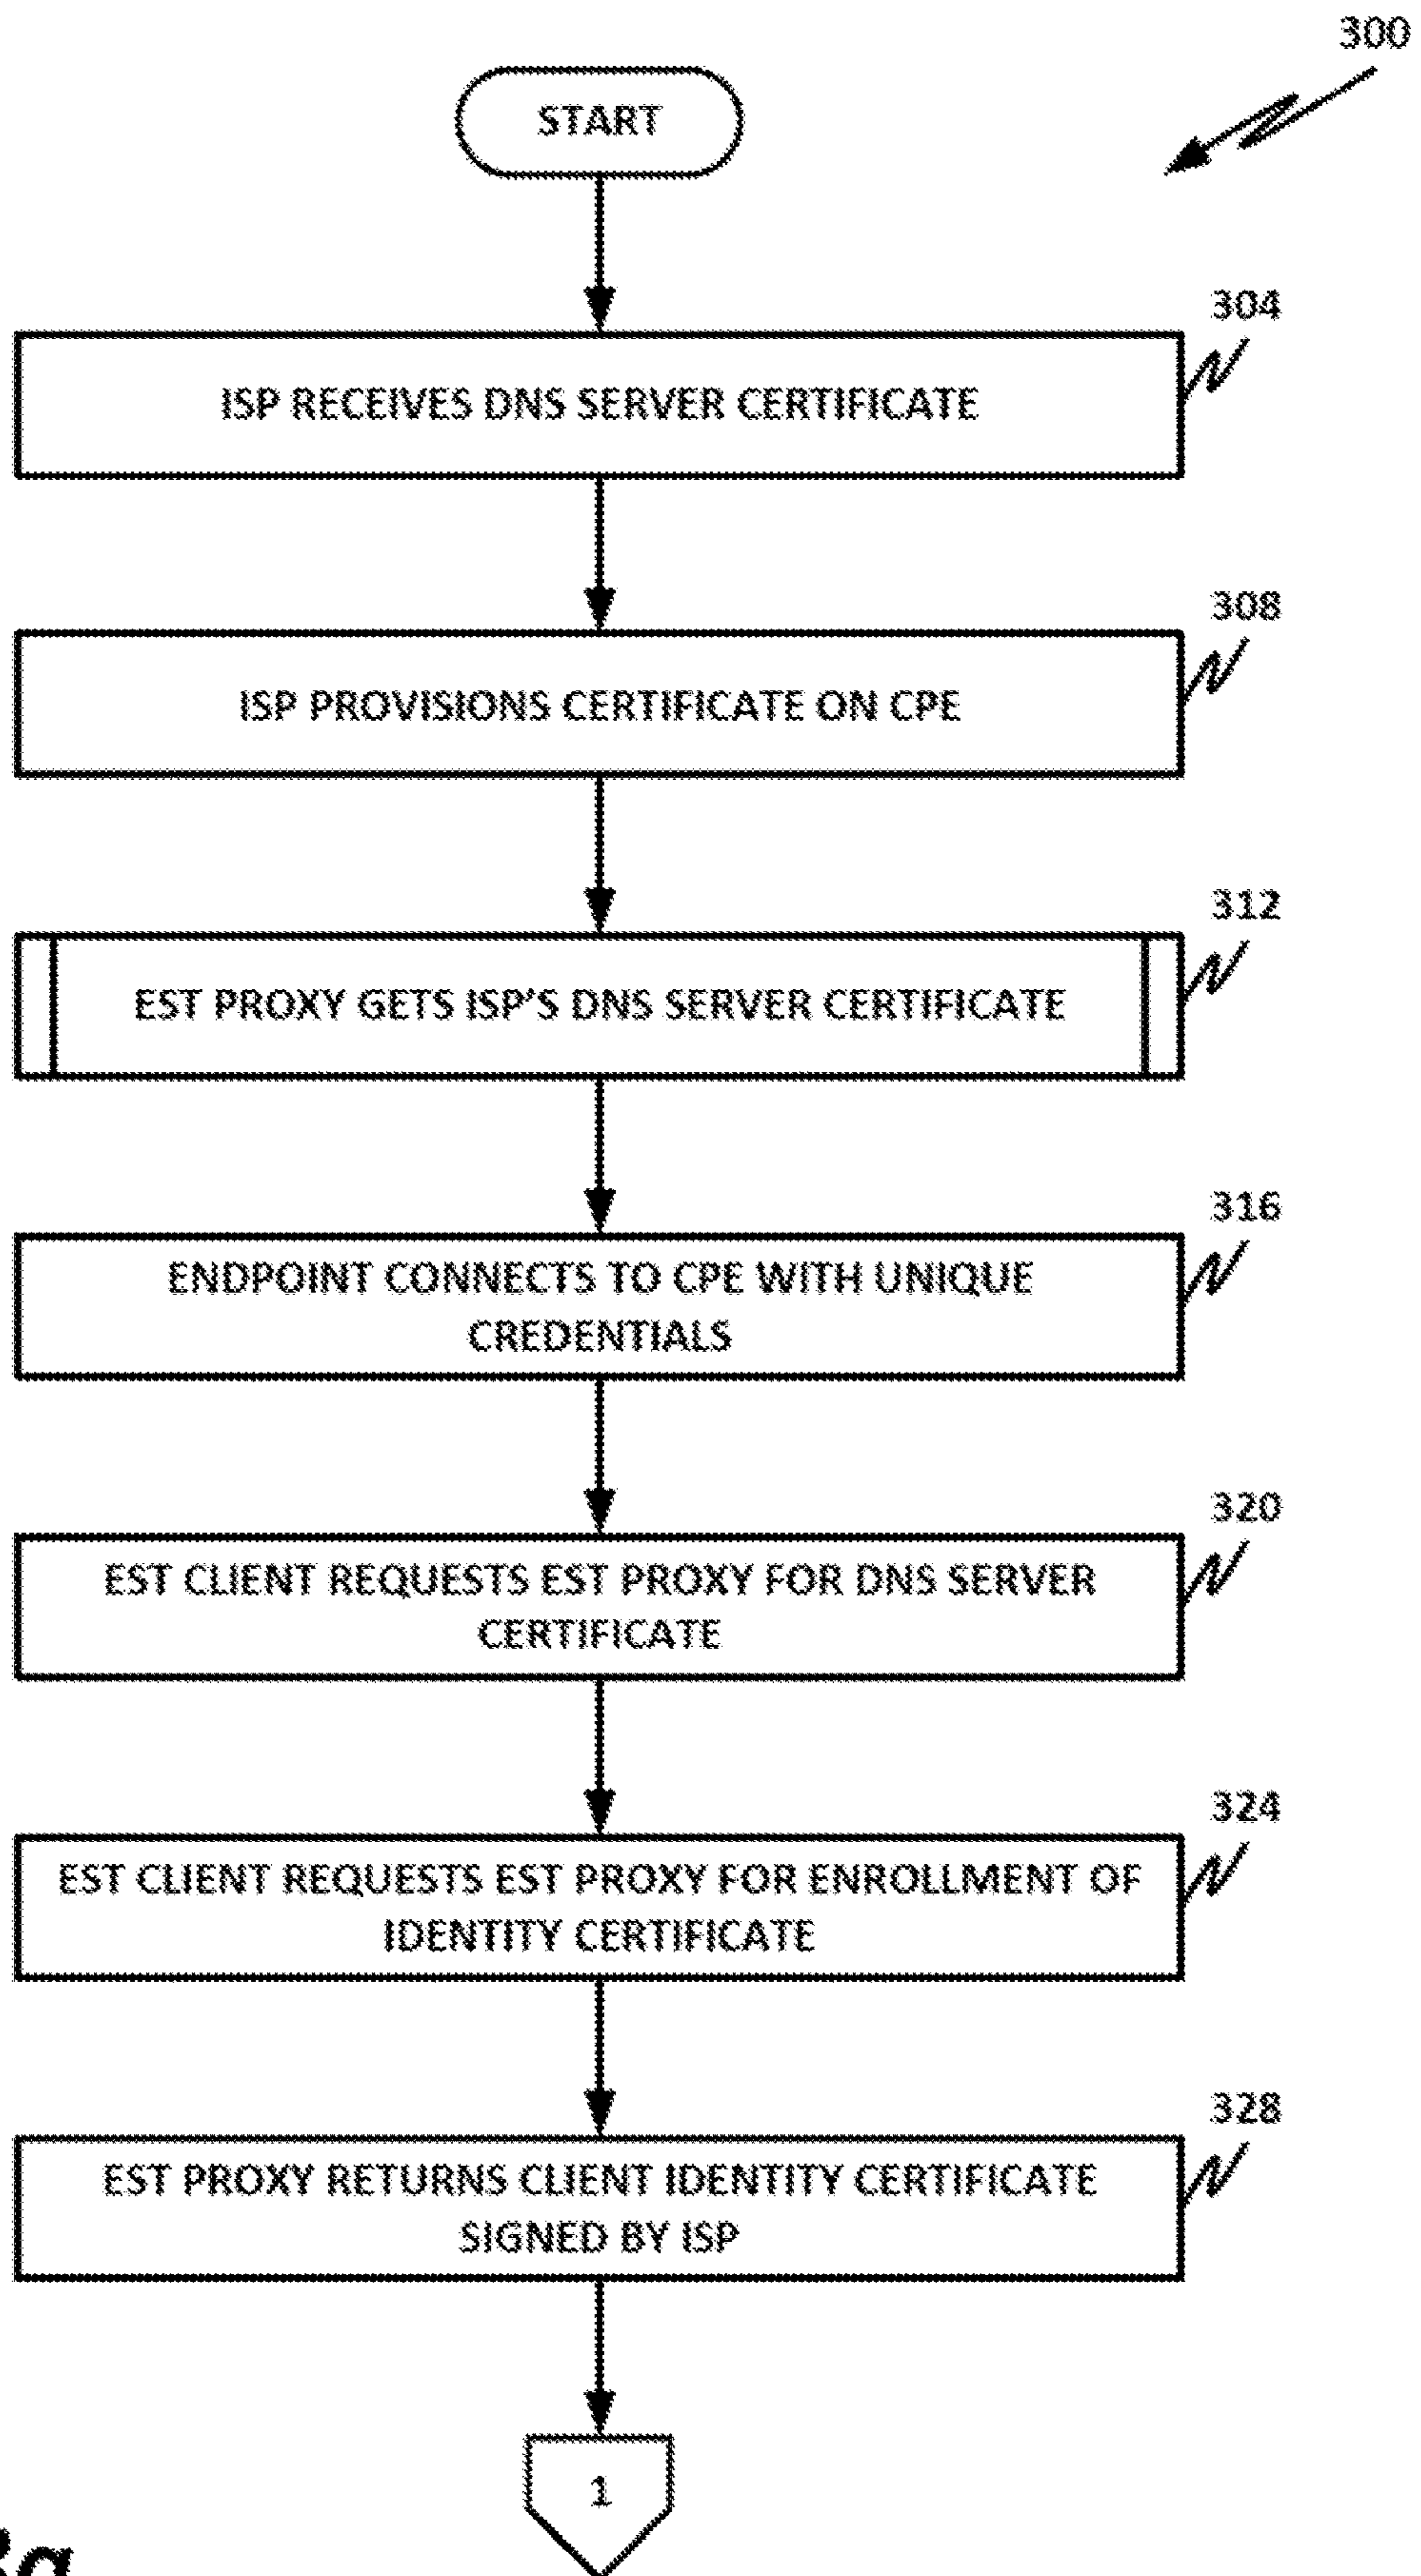 300
START
304
ISP RECEIVES DNS SERVER CERTIFICATE
308
ISP PROVISIONS CERTIFICATE ON CPE
312
EST PROXY GETS ISP'S DNS SERVER CERTIFICATE
316
ENDPOINT CONNECTS TO CPE WITH UNIQUE
CREDENTIALS
320
EST CLIENT REQUESTS EST PROXY FOR DNS SERVER
CERTIFICATE
324
EST CLIENT REQUESTS EST PROXY FOR ENROLLMENT OF
IDENTITY CERTIFICATE
328
EST PROXY RETURNS CLIENT IDENTITY CERTIFICATE
SIGNED BY ISP
1